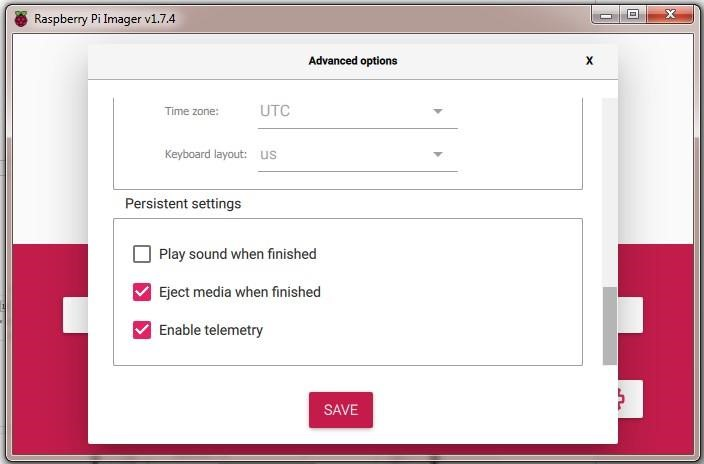 Raspberry Pi Imager v1.7.4
Advanced options
X
Time zone: UTC
Keyboard layout: us
Persistent settings
Play sound when finished
Eject media when finished
Enable telemetry
SAVE